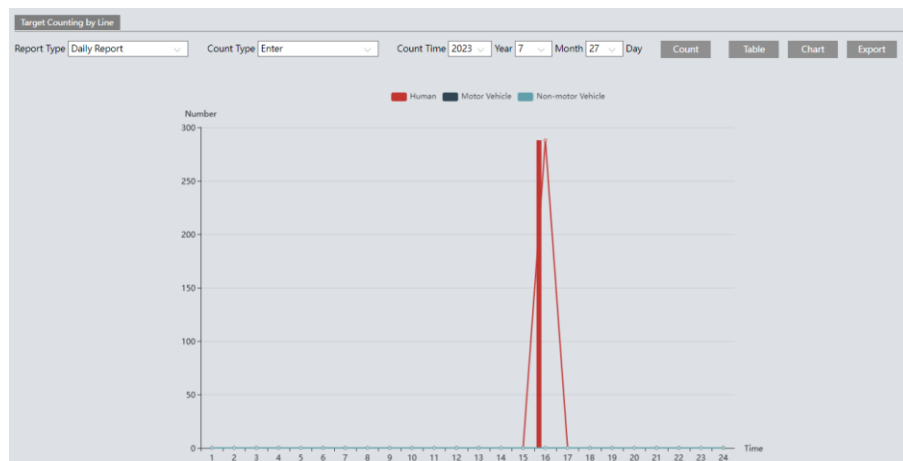 Target Counting by Line
Report Type Daily Report Count Type Enter Count Time 2023 Year 7 Month 27 Day Count Table Chart Export
Human Motor Vehicle Non-motor Vehicle
Number
300
250
200
150
100
50
0
Time
1 2 3 4 5 6 7 8 9 10 11 12 13 14 15 16 17 18 19 20 21 22 23 24